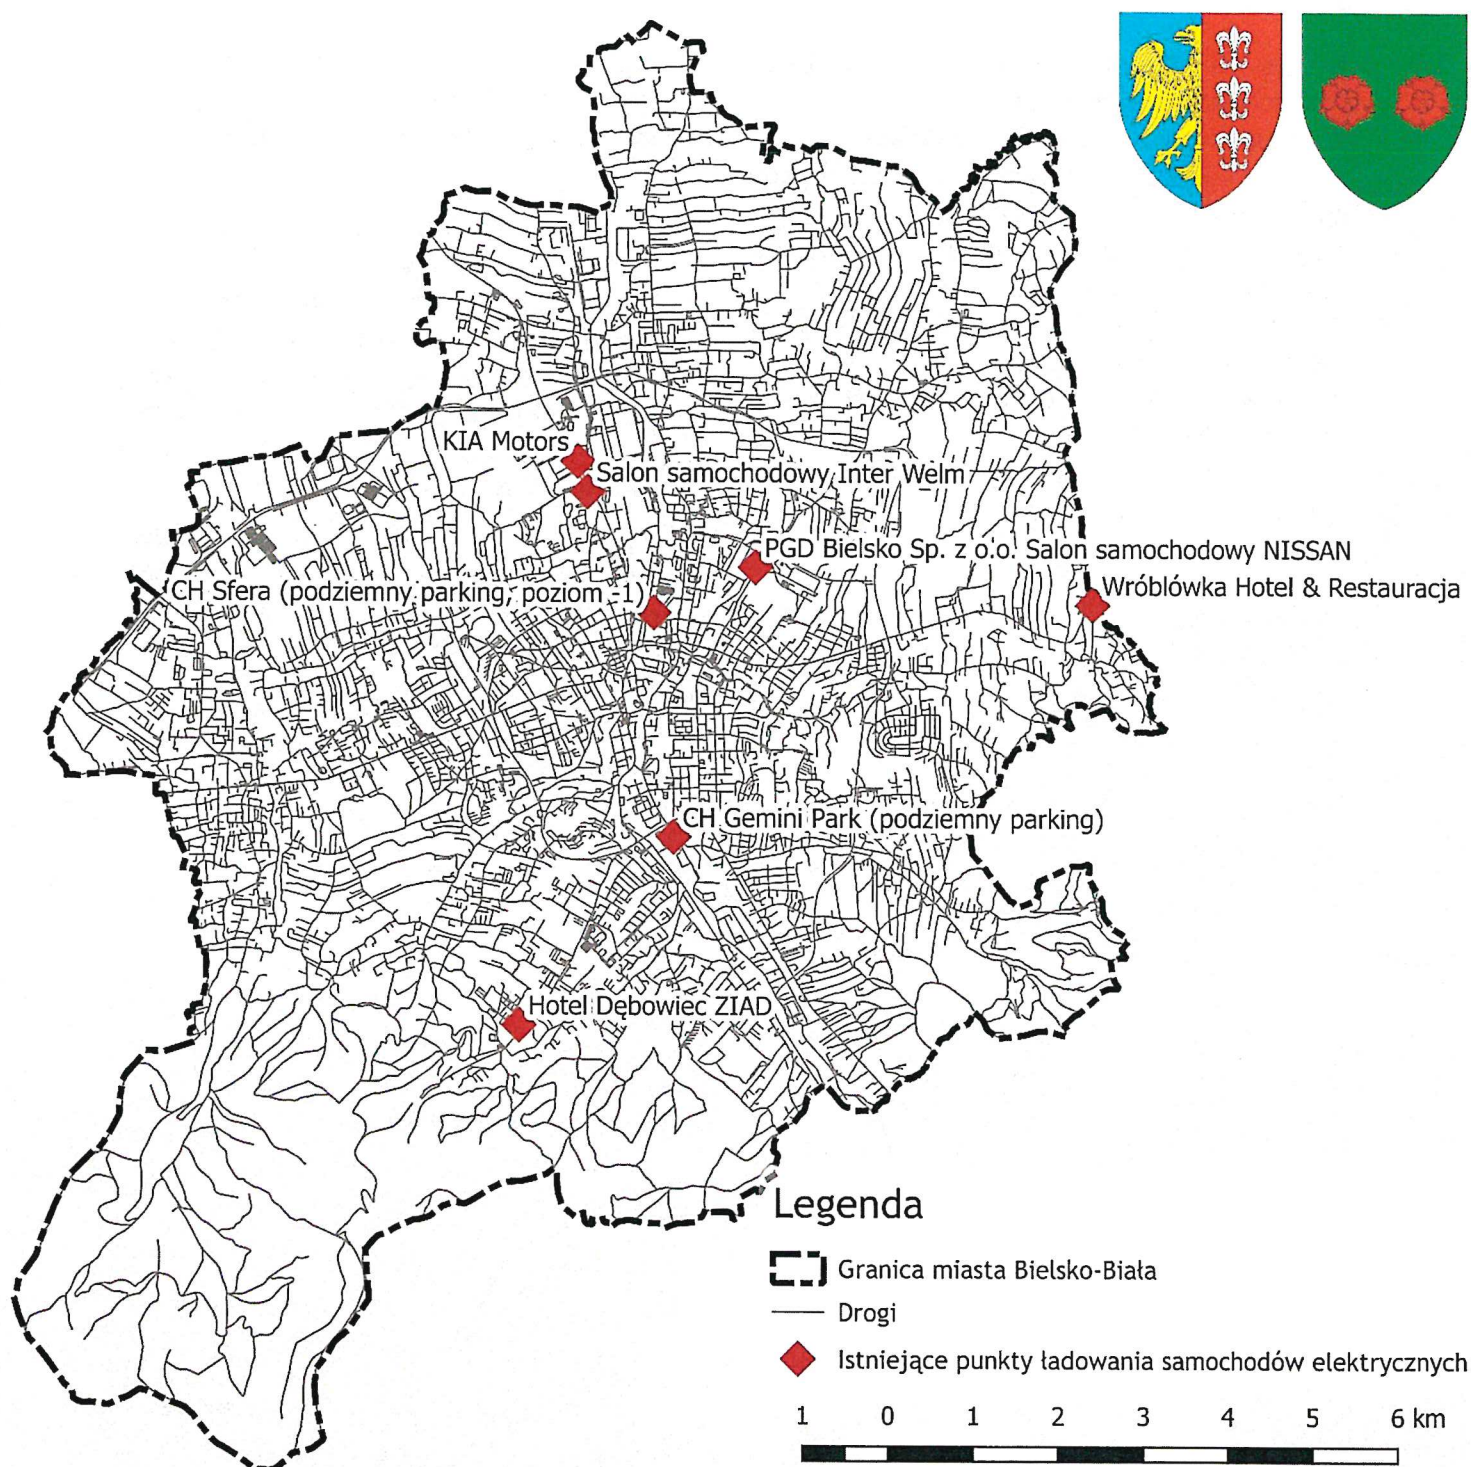 KIA Motors
Salon samochodowy Inter Welm
PGD Bielsko Sp. z o.o. Salon samochodowy NISSAN
CH Sfera (podziemny parking, poziom -1)
Wróblówka Hotel & Restauracja
CH Gemini Park (podziemny parking)
Hotel Dębowiec ZIAD
Legenda
Granica miasta Bielsko-Biała
Drogi
Istniejące punkty ładowania samochodów elektrycznych
1 0 1 2 3 4 5 6 km